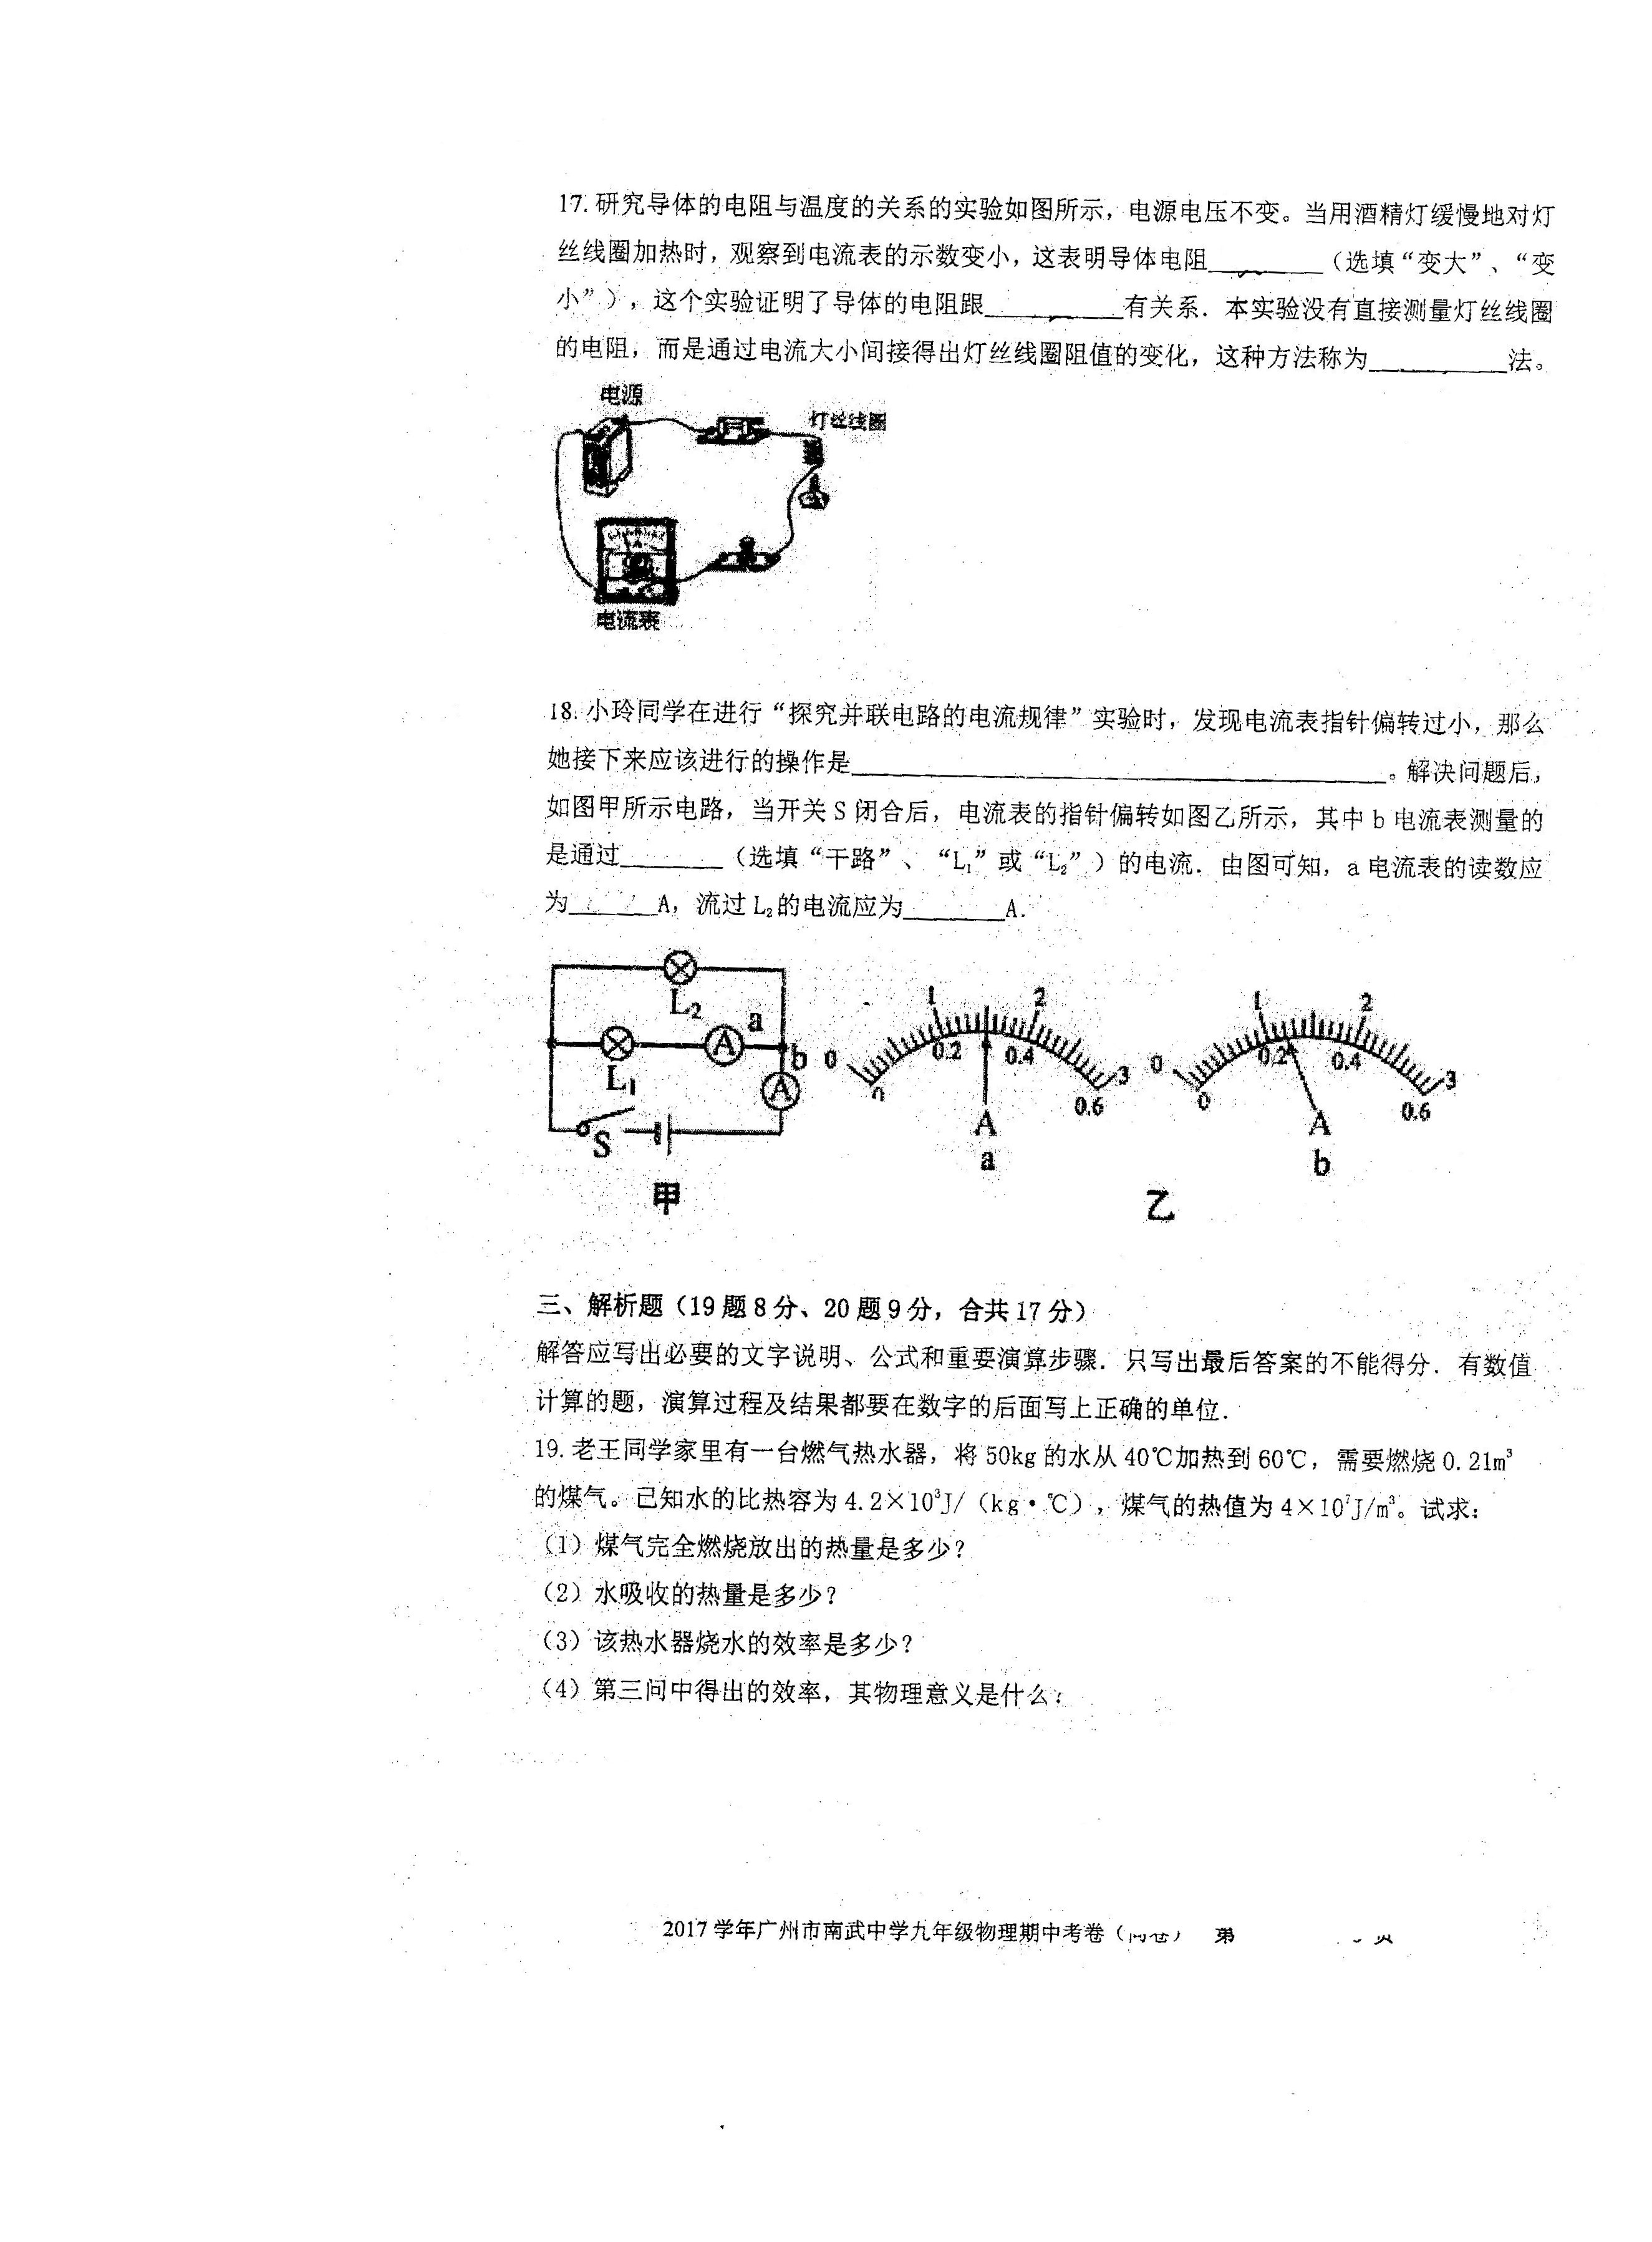 17. 研究导体的电阻与温度的关系的实验如图所示，电源电压不变。当用酒精灯缓慢地对灯
丝线圈加热时，观察到电流表的示数变小，这表明导体电阻________（选填“变大”、“变
小”），这个实验证明了导体的电阻跟________有关系．本实验没有直接测量灯丝线圈
的电阻，而是通过电流大小间接得出灯丝线圈阻值的变化，这种方法称为________法。
电源
灯丝线圈
电流表
18. 小玲同学在进行“探究并联电路的电流规律”实验时，发现电流表指针偏转过小，那么
她接下来应该进行的操作是________________。解决问题后，
如图甲所示电路，当开关 S 闭合后，电流表的指针偏转如图乙所示，其中 b 电流表测量的
是通过________（选填“干路”、“L₁”或“L₂”）的电流．由图可知，a 电流表的读数应
为________A，流过 L₂的电流应为________A．
L₂
a
A
b
L₁
A
S
甲
0 1 2 3
0 0.2 0.4 0.6
A
a
0 1 2 3
0 0.2 0.4 0.6
A
b
乙
三、解析题（19 题 8 分、20 题 9 分，合共 17 分）
解答应写出必要的文字说明、公式和重要演算步骤．只写出最后答案的不能得分．有数值
计算的题，演算过程及结果都要在数字的后面写上正确的单位．
19. 老王同学家里有一台燃气热水器，将 50kg 的水从 40℃加热到 60℃，需要燃烧 0.21m³
的煤气。已知水的比热容为 4.2×10³J/（kg•℃），煤气的热值为 4×10⁷J/m³。试求：
（1）煤气完全燃烧放出的热量是多少？
（2）水吸收的热量是多少？
（3）该热水器烧水的效率是多少？
（4）第三问中得出的效率，其物理意义是什么？
2017 学年广州市南武中学九年级物理期中考卷（ 第 页